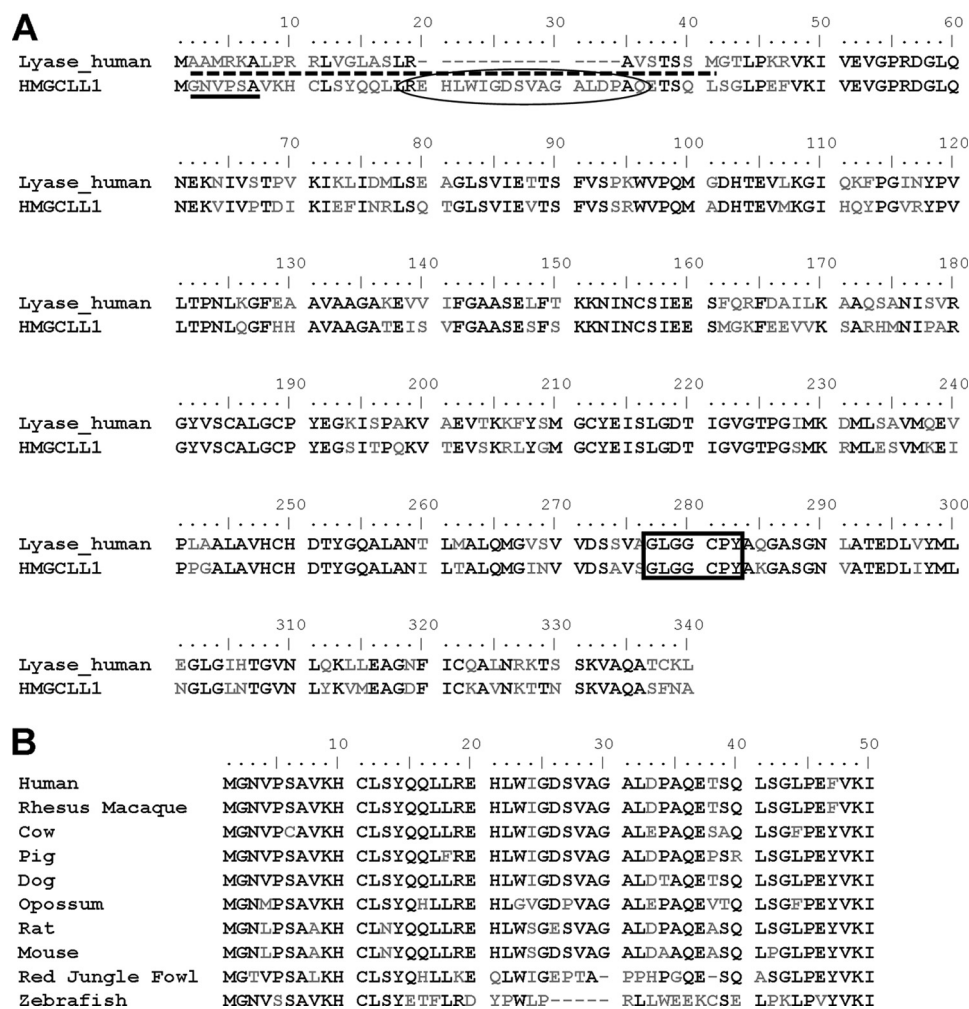 A
10 20 30 40 50 60
Lyase_human MAAMRKALPR RLVGLASLR- ---------- ----AVSTSS MGTLPKRVKI VEVGPRDGLQ
HMGCLL1 MGNVPSAVKH CLSYQQLLRE HLWIGDSVAG ALDPAQETSQ LSGLPEFVKI VEVGPRDGLQ
70 80 90 100 110 120
Lyase_human NEKNIVSTPV KIKLIDMLSE AGLSVIETTS FVSPKWVPQM GDHTEVLKGI QKFPGINYPV
HMGCLL1 NEKVIVPTDI KIEFINRLSQ TGLSVIEVTS FVSSRWVPQM ADHTEVMKGI HQYPGVRYPV
130 140 150 160 170 180
Lyase_human LTPNLKGFEA AVAAGAKEVV IFGAASELFT KKNINCSIEE SFQRFDAILK AAQSANISVR
HMGCLL1 LTPNLQGFHH AVAAGATEIS VFGAASESFS KKNINCSIEE SMGKFEEVVK SARHMNIPAR
190 200 210 220 230 240
Lyase_human GYVSCALGCP YEGKISPAKV AEVTKKFYSM GCYEISLGDT IGVGTPGIMK DMLSAVMQEV
HMGCLL1 GYVSCALGCP YEGSITPQKV TEVSKRLYGM GCYEISLGDT IGVGTPGSMK RMLESVMKEI
250 260 270 280 290 300
Lyase_human PLAALAVHCH DTYGQALANT LMALQMGVSV VDSSVAGLGG CPYAQGASGN LATEDLVYML
HMGCLL1 PPGALAVHCH DTYGQALANI LTALQMGINV VDSAVSGLGG CPYAKGASGN VATEDLIYML
310 320 330 340
Lyase_human EGLGIHTGVN LQKLLEAGNF ICQALNRKTS SKVAQATCKL
HMGCLL1 NGLGLNTGVN LYKVMEAGDF ICKAVNKTTN SKVAQASFNA
B
10 20 30 40 50
Human MGNVPSAVKH CLSYQQLLRE HLWIGDSVAG ALDPAQETSQ LSGLPEFVKI
Rhesus Macaque MGNVPSAVKH CLSYQQLLRE HLWIGDSVAG ALDPAQETSQ LSGLPEFVKI
Cow MGNVPCAVKH CLSYQQLLRE HLWIGDSVAG ALEPAQESAQ LSGFPEYVKI
Pig MGNVPSAVKH CLSYQQLFRE HLWIGDSVAG ALDPAQEPSR LSGLPEYVKI
Dog MGNVPSAVKH CLSYQQLLRE HLWIGDSVAG ALDTAQETSQ LSGLPEYVKI
Opossum MGNMPSAVKH CLSYQHLLRE HLGVGDPVAG ALEPAQEVTQ LSGFPEYVKI
Rat MGNLPSAAKH CLNYQQLLRE HLWSGESVAG ALDPAQEASQ LSGLPEYVKI
Mouse MGNLPSAAKH CLNYQQLLRE HLWSGDSVAG ALDAAQETSQ LPGLPEYVKI
Red Jungle Fowl MGTVPSALKH CLSYQHLLKE QLWIGEPTA- PPHPGQE-SQ ASGLPEYVKI
Zebrafish MGNVSSAVKH CLSYETFLRD YPWLP----- RLLWEEKCSE LPKLPVYVKI